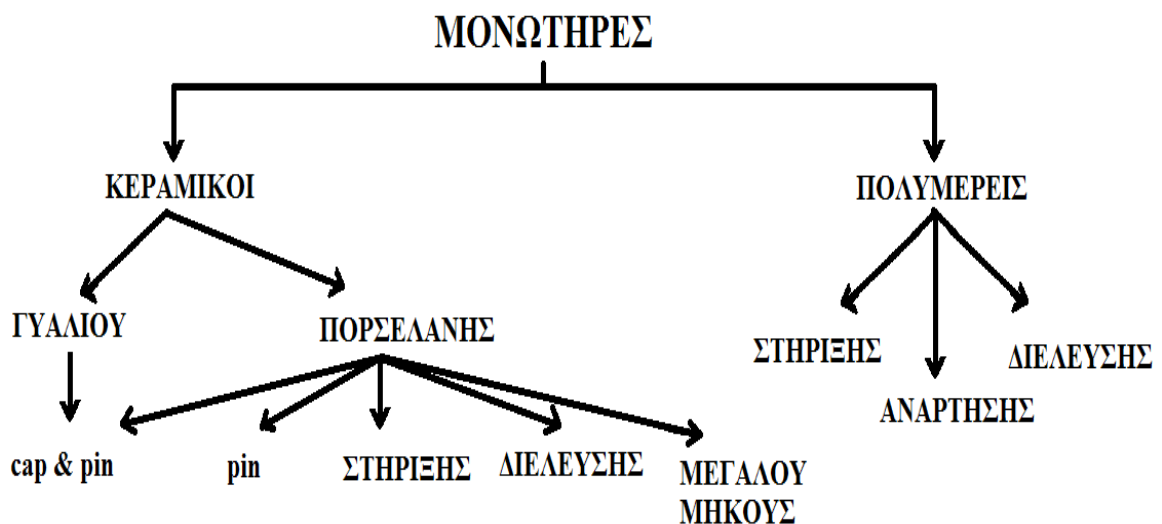 ΜΟΝΩΤΗΡΕΣ
ΚΕΡΑΜΙΚΟΙ
ΠΟΛΥΜΕΡΕΙΣ
ΓΥΑΛΙΟΥ
ΠΟΡΣΕΛΑΝΗΣ
ΣΤΗΡΙΞΗΣ
ΔΙΕΛΕΥΣΗΣ
ΑΝΑΡΤΗΣΗΣ
cap & pin
pin
ΣΤΗΡΙΞΗΣ
ΔΙΕΛΕΥΣΗΣ
ΜΕΓΑΛΟΥ
ΜΗΚΟΥΣ